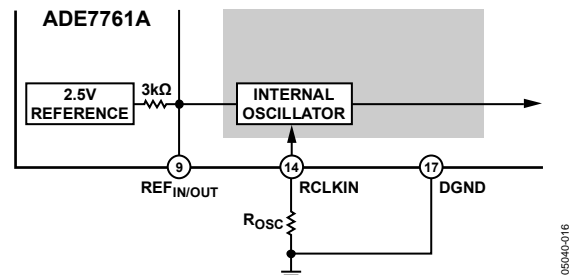 ADE7761A
2.5V
REFERENCE
3kΩ
INTERNAL
OSCILLATOR
9
14
17
REFIN/OUT
RCLKIN
DGND
ROSC
05040-016